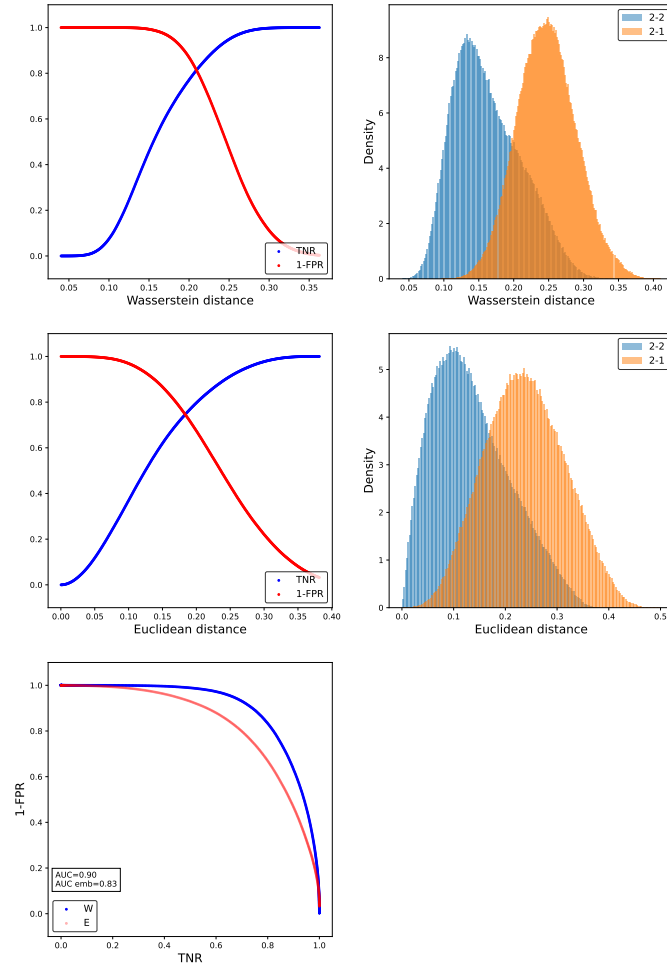 1.0
0.8
0.6
0.4
0.2
0.0
TNR
1-FPR
0.05 0.10 0.15 0.20 0.25 0.30 0.35
Wasserstein distance
2-2
2-1
Density
8
6
4
2
0
0.05 0.10 0.15 0.20 0.25 0.30 0.35 0.40
Wasserstein distance
1.0
0.8
0.6
0.4
0.2
0.0
TNR
1-FPR
0.00 0.05 0.10 0.15 0.20 0.25 0.30 0.35 0.40
Euclidean distance
2-2
2-1
Density
5
4
3
2
1
0
0.0 0.1 0.2 0.3 0.4 0.5
Euclidean distance
1-FPR
1.0
0.8
0.6
0.4
0.2
0.0
AUC=0.90
AUC emb=0.83
W
E
0.0 0.2 0.4 0.6 0.8 1.0
TNR